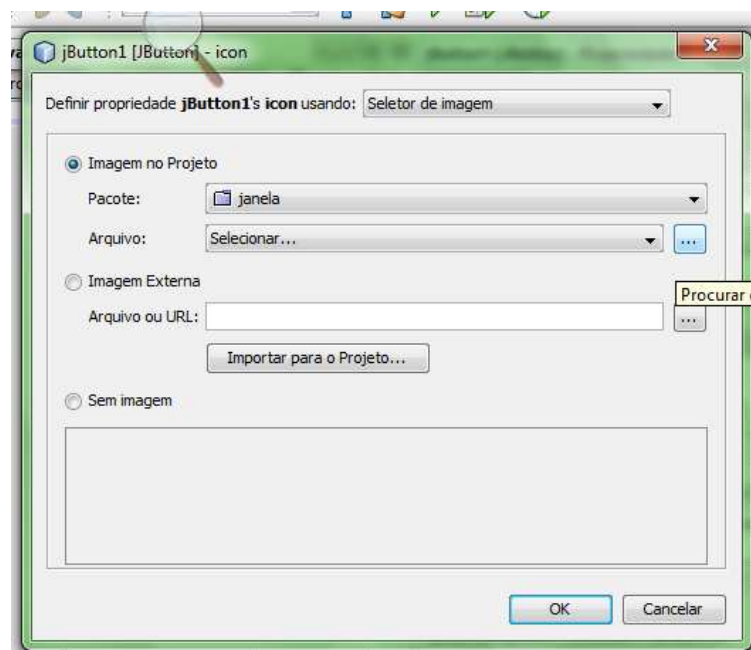 jButton1 [JButton] - icon
Definir propriedade jButton1's icon usando: Seletor de imagem
Imagem no Projeto
Pacote: janela
Arquivo: Selecionar... ...
Imagem Externa
Procurar
Arquivo ou URL: ...
Importar para o Projeto...
Sem imagem
OK Cancelar